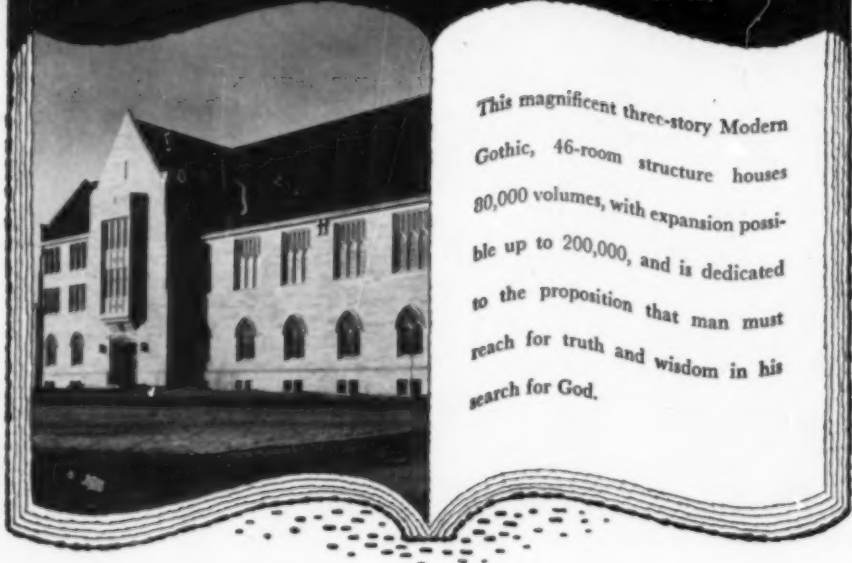 This magnificent three-story Modern
Gothic, 46-room structure houses
80,000 volumes, with expansion possi-
ble up to 200,000, and is dedicated
to the proposition that man must
reach for truth and wisdom in his
search for God.